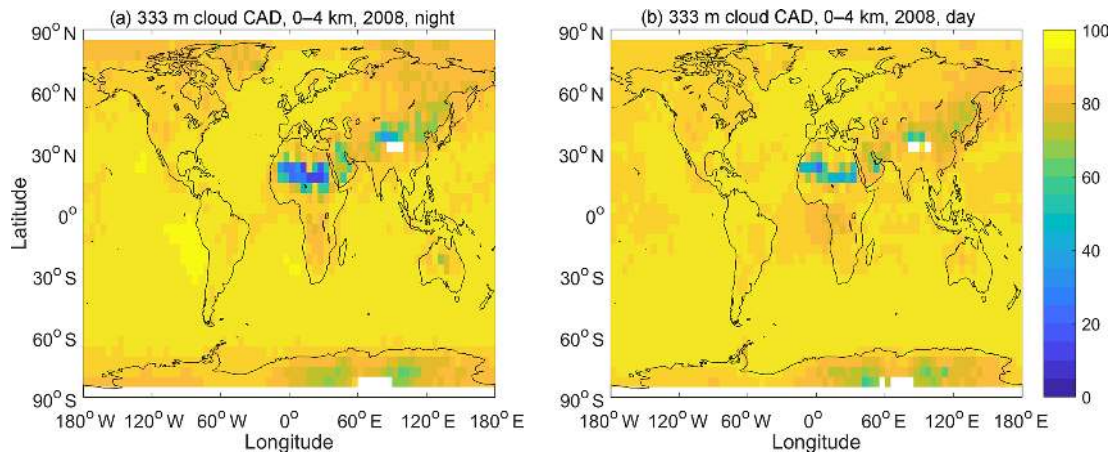 (a) 333 m cloud CAD, 0–4 km, 2008, night
(b) 333 m cloud CAD, 0–4 km, 2008, day
90° N
60° N
30° N
0°
30° S
60° S
90° S
Latitude
180° W
120° W
60° W
0°
60° E
120° E
180° E
Longitude
90° N
60° N
30° N
0°
30° S
60° S
90° S
180° W
120° W
60° W
0°
60° E
120° E
180° E
Longitude
100
80
60
40
20
0